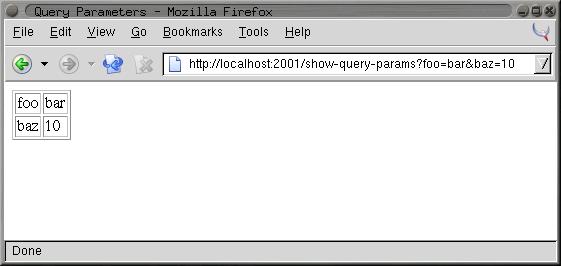 Query Parameters - Mozilla Firefox
File Edit View Go Bookmarks Tools Help
http://localhost:2001/show-query-params?foo=bar&baz=10
foo bar
baz 10
Done